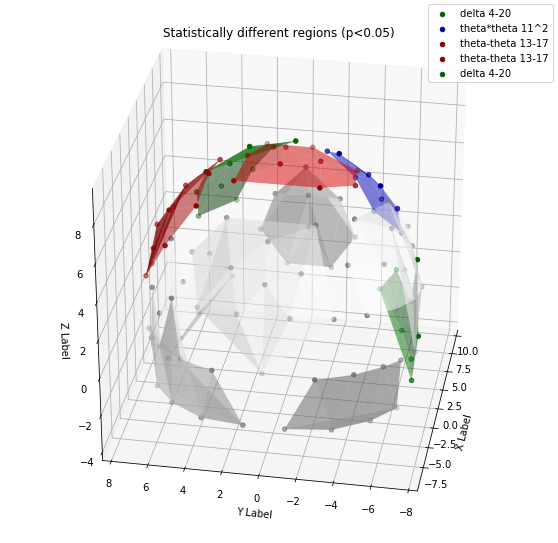 delta 4-20
theta*theta 11^2
theta-theta 13-17
theta-theta 13-17
delta 4-20
Statistically different regions (p<0.05)
8
6
4
2
0
−2
−4
Z Label
8
6
4
2
0
−2
−4
−6
−8
Y Label
10.0
7.5
5.0
2.5
0.0
−2.5
−5.0
−7.5
X Label